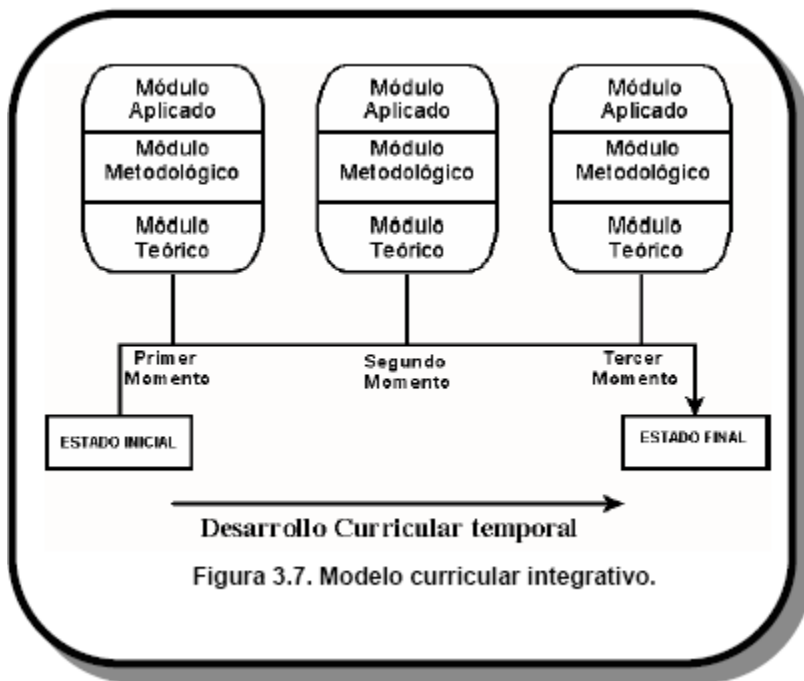 Módulo
Aplicado
Módulo
Metodológico
Módulo
Teórico
Módulo
Aplicado
Módulo
Metodológico
Módulo
Teórico
Módulo
Aplicado
Módulo
Metodológico
Módulo
Teórico
Primer
Momento
Segundo
Momento
Tercer
Momento
ESTADO INICIAL
ESTADO FINAL
Desarrollo Curricular temporal
Figura 3.7. Modelo curricular integrativo.